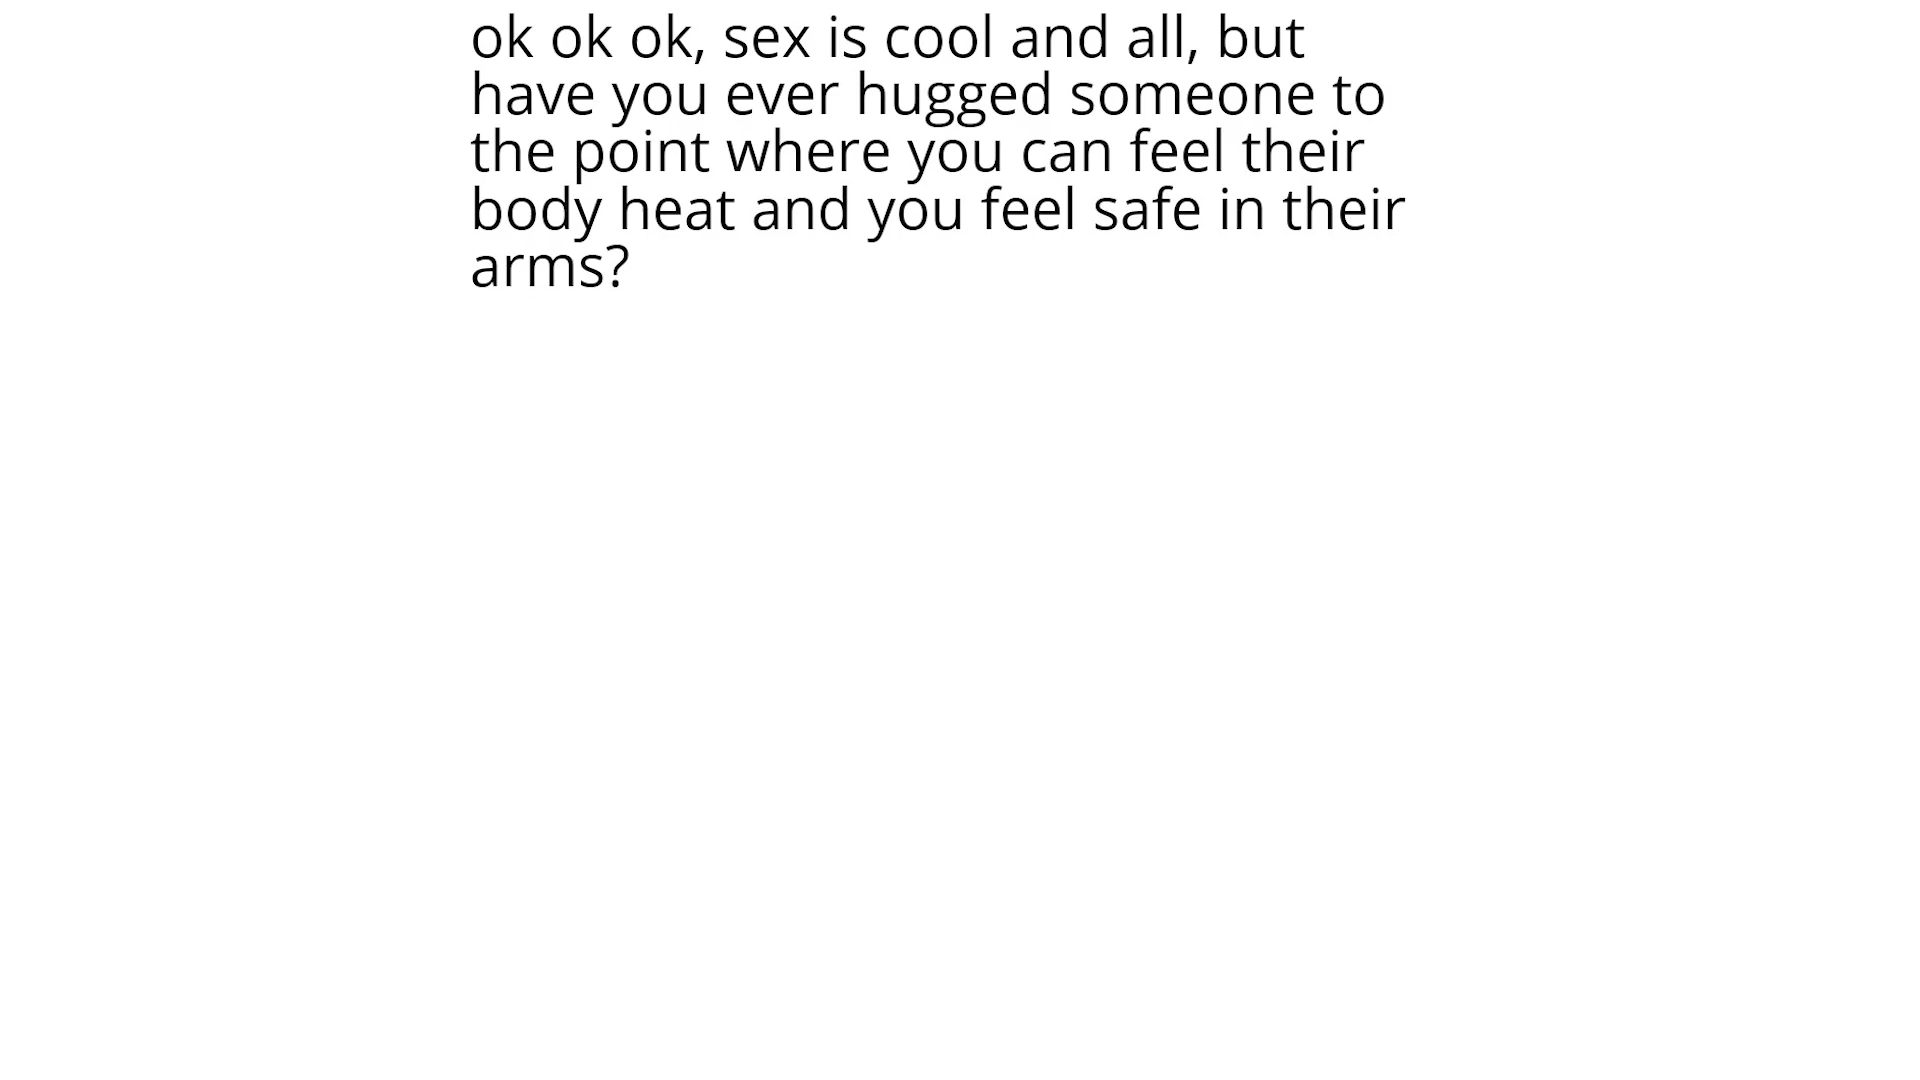 ok ok ok, sex is cool and all, but
have you ever hugged someone to
the point where you can feel their
body heat and you feel safe in their
arms?